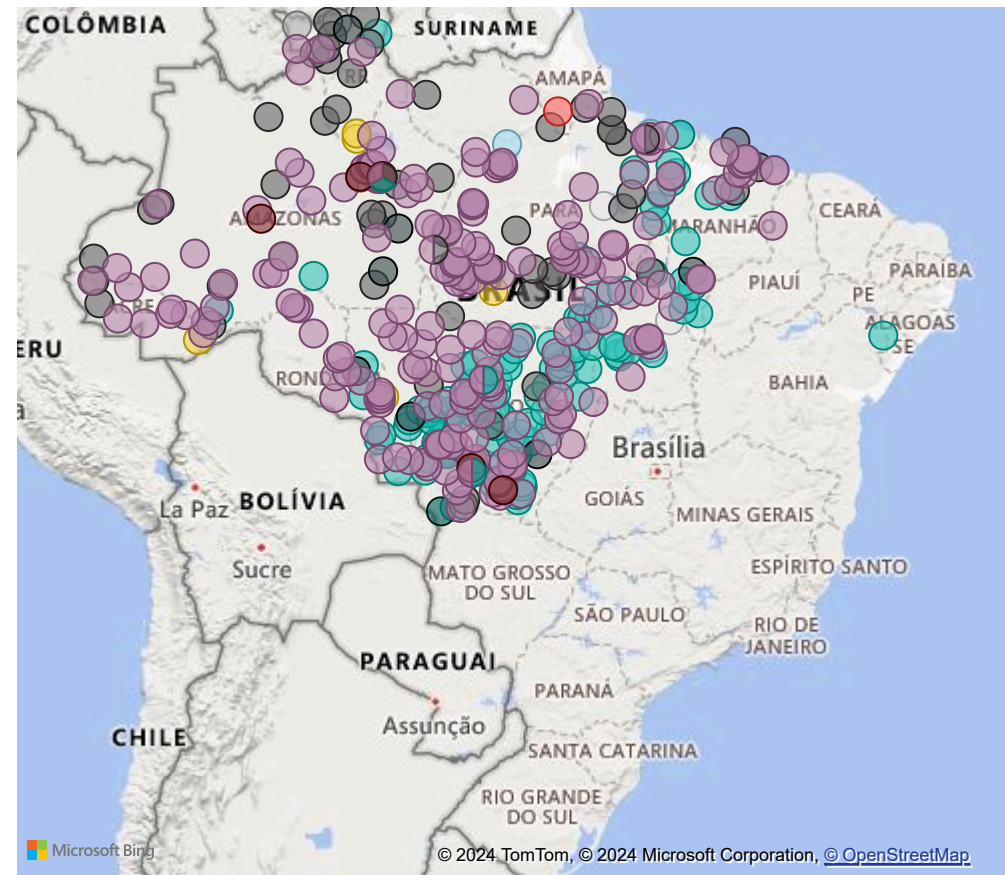 COLÔMBIA
SURINAME
RR
AMAPÁ
AMAZONAS
PARÁ
MARANHÃO
CEARÁ
BRASIL
PIAUÍ
PARAÍBA
PE
ALAGOAS
SE
ERU
BAHIA
Brasília
BOLÍVIA
La Paz
GOIÁS
MINAS GERAIS
Sucre
MATO GROSSO
DO SUL
ESPÍRITO SANTO
SÃO PAULO
RIO DE
JANEIRO
PARAGUAI
PARANÁ
Assunção
CHILE
SANTA CATARINA
RIO GRANDE
DO SUL
Microsoft Bing
© 2024 TomTom, © 2024 Microsoft Corporation, © OpenStreetMap